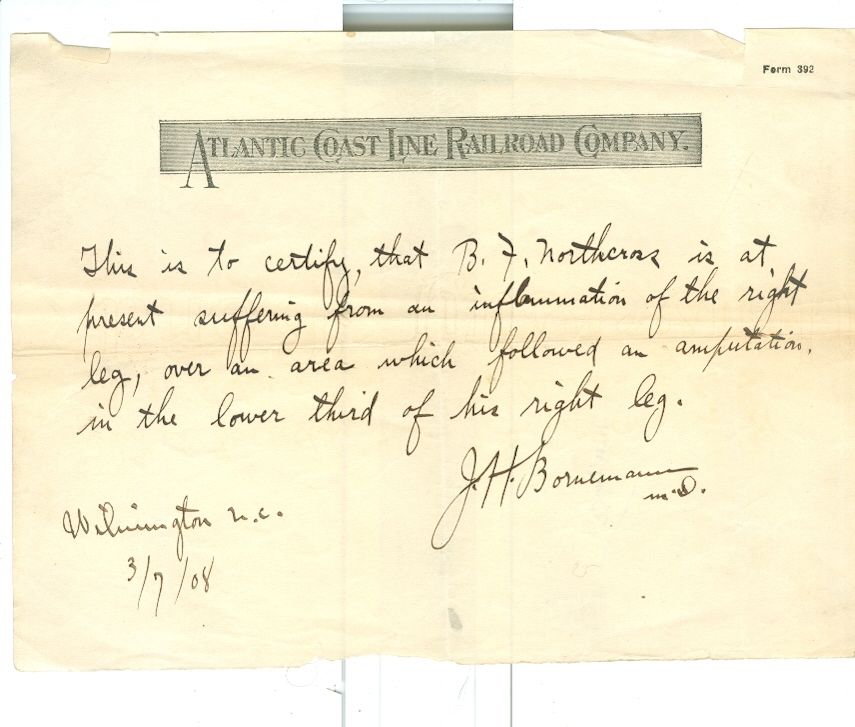 Form 392
ATLANTIC COAST LINE RAILROAD COMPANY.
This is to certify, that B. F. Northcross is at
present suffering from an inflammation of the right
leg, over an area which followed an amputation,
in the lower third of his right leg.
J. H. Bornemann
M.D.
Wilmington N.C.
3/7/08